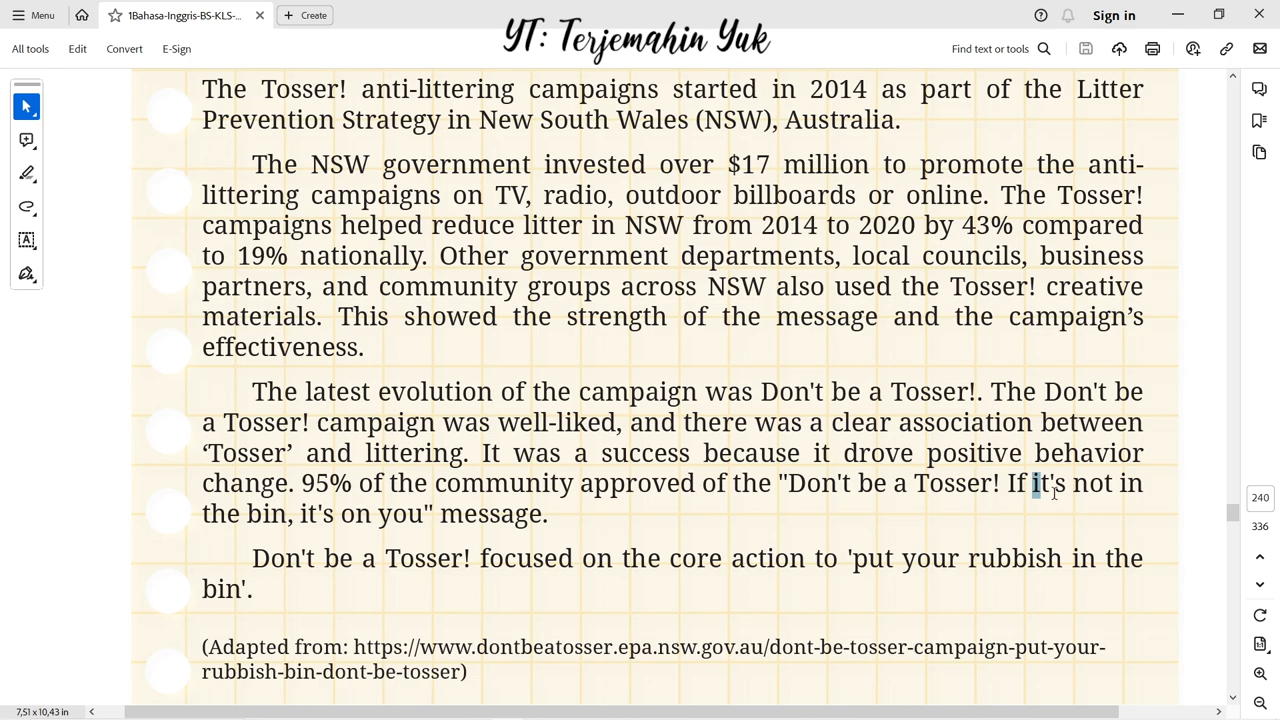 Menu
1Bahasa-Inggris-BS-KLS-...
Create
Sign in
YT: Terjemahin Yuk
All tools Edit Convert E-Sign
Find text or tools
The Tosser! anti-littering campaigns started in 2014 as part of the Litter
Prevention Strategy in New South Wales (NSW), Australia.
The NSW government invested over $17 million to promote the anti-
littering campaigns on TV, radio, outdoor billboards or online. The Tosser!
campaigns helped reduce litter in NSW from 2014 to 2020 by 43% compared
to 19% nationally. Other government departments, local councils, business
partners, and community groups across NSW also used the Tosser! creative
materials. This showed the strength of the message and the campaign’s
effectiveness.
The latest evolution of the campaign was Don't be a Tosser!. The Don't be
a Tosser! campaign was well-liked, and there was a clear association between
‘Tosser’ and littering. It was a success because it drove positive behavior
change. 95% of the community approved of the "Don't be a Tosser! If it's not in
the bin, it's on you" message.
Don't be a Tosser! focused on the core action to 'put your rubbish in the
bin'.
(Adapted from: https://www.dontbeatosser.epa.nsw.gov.au/dont-be-tosser-campaign-put-your-
rubbish-bin-dont-be-tosser)
240
336
7,51 x 10,43 in